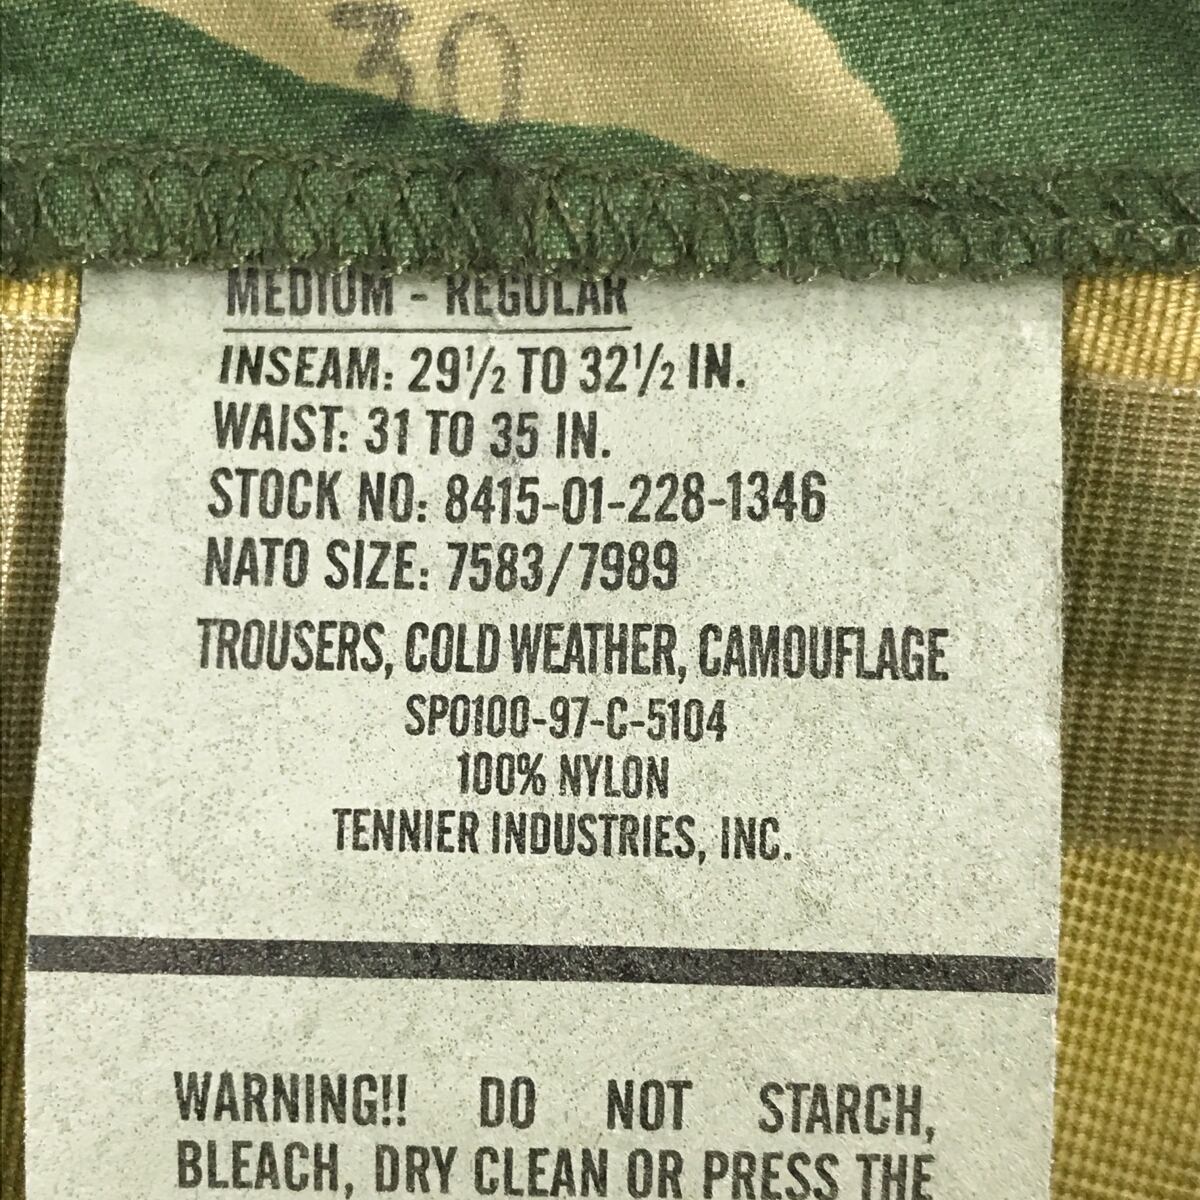 30
MEDIUM - REGULAR
INSEAM: 29½ TO 32½ IN.
WAIST: 31 TO 35 IN.
STOCK NO: 8415-01-228-1346
NATO SIZE: 7583/7989
TROUSERS, COLD WEATHER, CAMOUFLAGE
SPO100-97-C-5104
100% NYLON
TENNIER INDUSTRIES, INC.
WARNING!! DO NOT STARCH,
BLEACH, DRY CLEAN OR PRESS THE